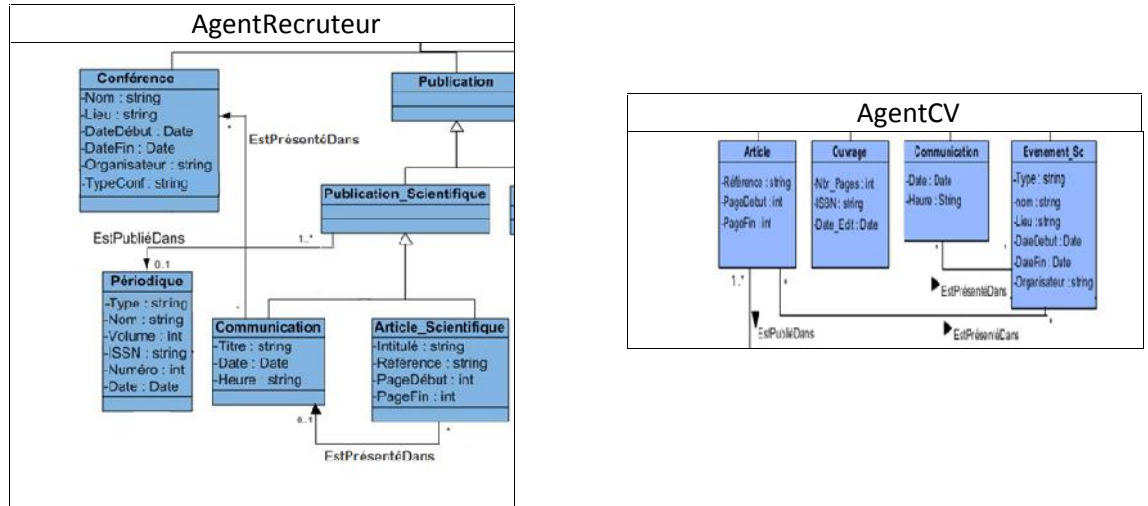 AgentRecruteur
Conférence
-Nom : string
-Lieu : string
-DateDébut : Date
-DateFin : Date
-Organisateur : string
-TypeConf : string
Publication
EstPrésentéDans
*
Publication_Scientifique
EstPubliéDans
1..*
0..1
Périodique
-Type : string
-Nom : string
-Volume : int
-ISSN : string
-Numéro : int
-Date : Date
*
Communication
-Titre : string
-Date : Date
-Heure : string
Article_Scientifique
-Intitulé : string
-Référence : string
-PageDébut : int
-PageFin : int
0..1
*
EstPrésentéDans
AgentCV
Article
-Référence : string
-PageDebut : int
-PageFin : int
Ouvrage
-Nbr_Pages : int
-ISBN : string
-Date_Edit : Date
Communication
-Date : Date
-Heure : String
Evenement_Sc
-Type : string
-nom : string
-Lieu : string
-DateDebut : Date
-DateFin : Date
-Organisateur : string
*
*
EstPrésentéDans
1..*
*
*
EstPubliéDans
EstPrésentéDans